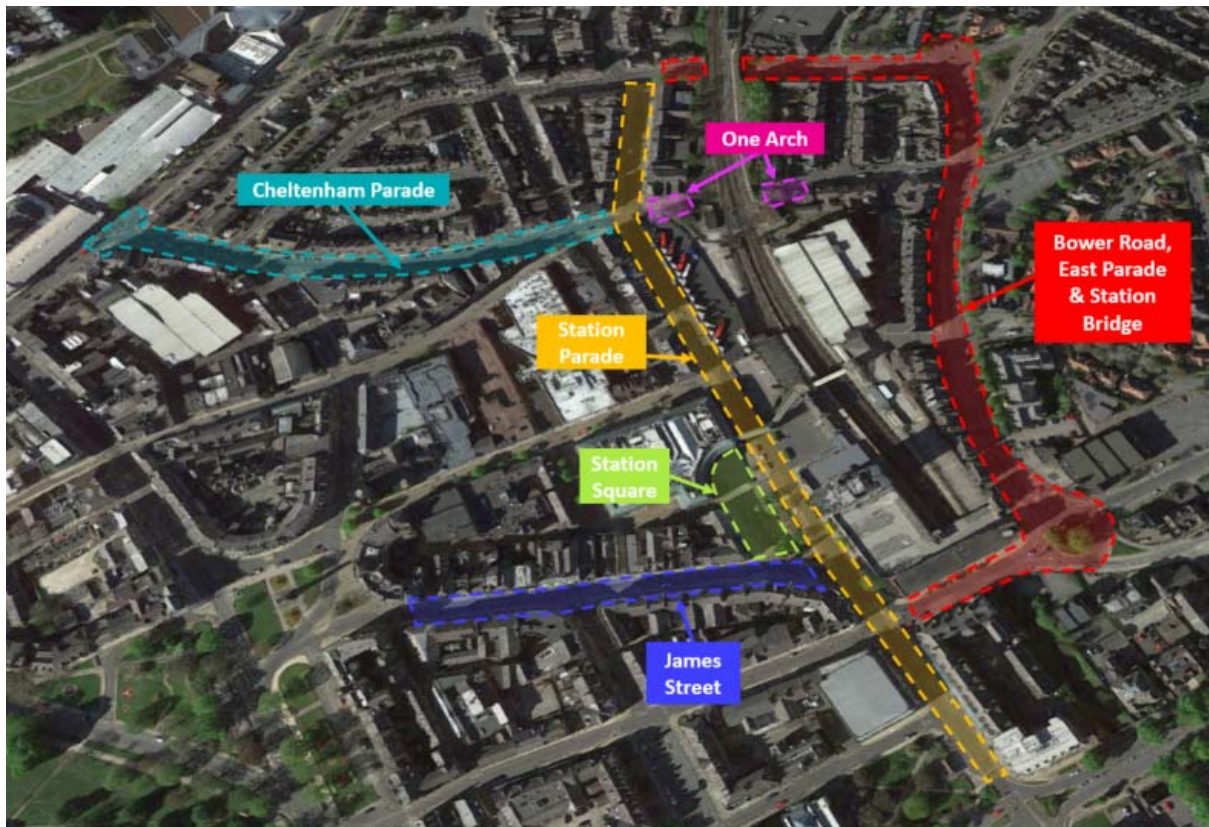 One Arch
Cheltenham Parade
Bower Road,
East Parade
& Station
Bridge
Station
Parade
Station
Square
James
Street